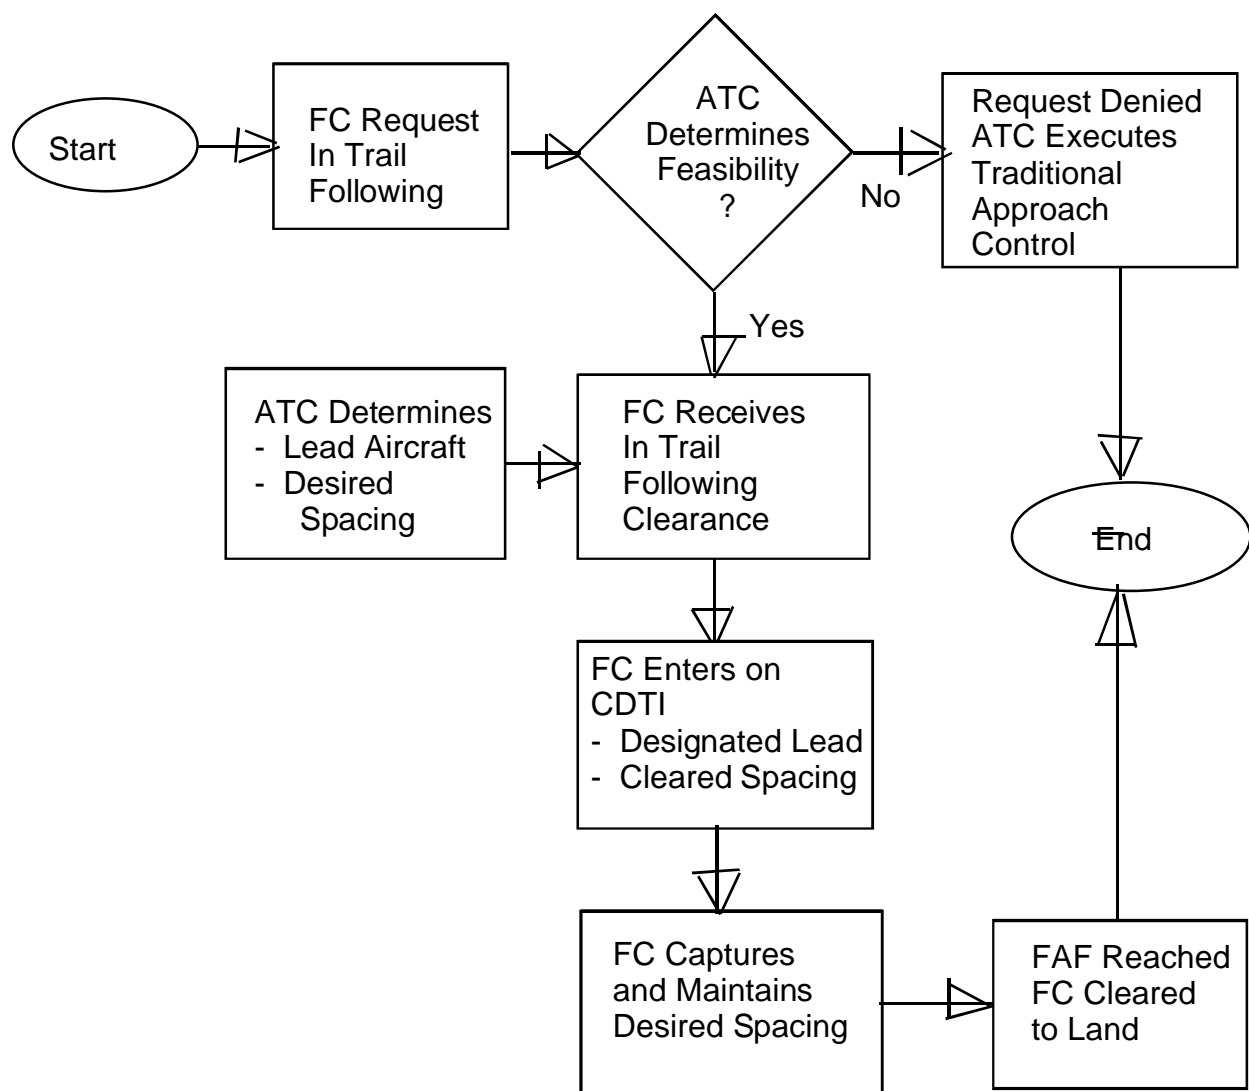 Start
FC Request
In Trail
Following
ATC
Determines
Feasibility
?
No
Request Denied
ATC Executes
Traditional
Approach
Control
Yes
ATC Determines
- Lead Aircraft
- Desired
Spacing
FC Receives
In Trail
Following
Clearance
End
FC Enters on
CDTI
- Designated Lead
- Cleared Spacing
FC Captures
and Maintains
Desired Spacing
FAF Reached
FC Cleared
to Land